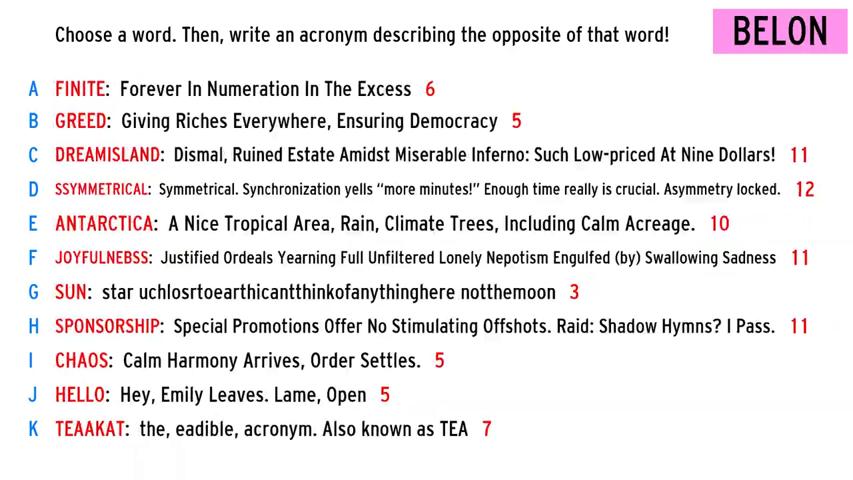 Choose a word. Then, write an acronym describing the opposite of that word!
BELON
A FINITE: Forever In Numeration In The Excess 6
B GREED: Giving Riches Everywhere, Ensuring Democracy 5
C DREAMISLAND: Dismal, Ruined Estate Amidst Miserable Inferno: Such Low-priced At Nine Dollars! 11
D SSYMMETRICAL: Symmetrical. Synchronization yells "more minutes!" Enough time really is crucial. Asymmetry locked. 12
E ANTARCTICA: A Nice Tropical Area, Rain, Climate Trees, Including Calm Acreage. 10
F JOYFULNEBSS: Justified Ordeals Yearning Full Unfiltered Lonely Nepotism Engulfed (by) Swallowing Sadness 11
G SUN: star uchlosrtoearthicantthinkofanythinghere notthemoon 3
H SPONSORSHIP: Special Promotions Offer No Stimulating Offshots. Raid: Shadow Hymns? I Pass. 11
I CHAOS: Calm Harmony Arrives, Order Settles. 5
J HELLO: Hey, Emily Leaves. Lame, Open 5
K TEAAKAT: the, eadible, acronym. Also known as TEA 7